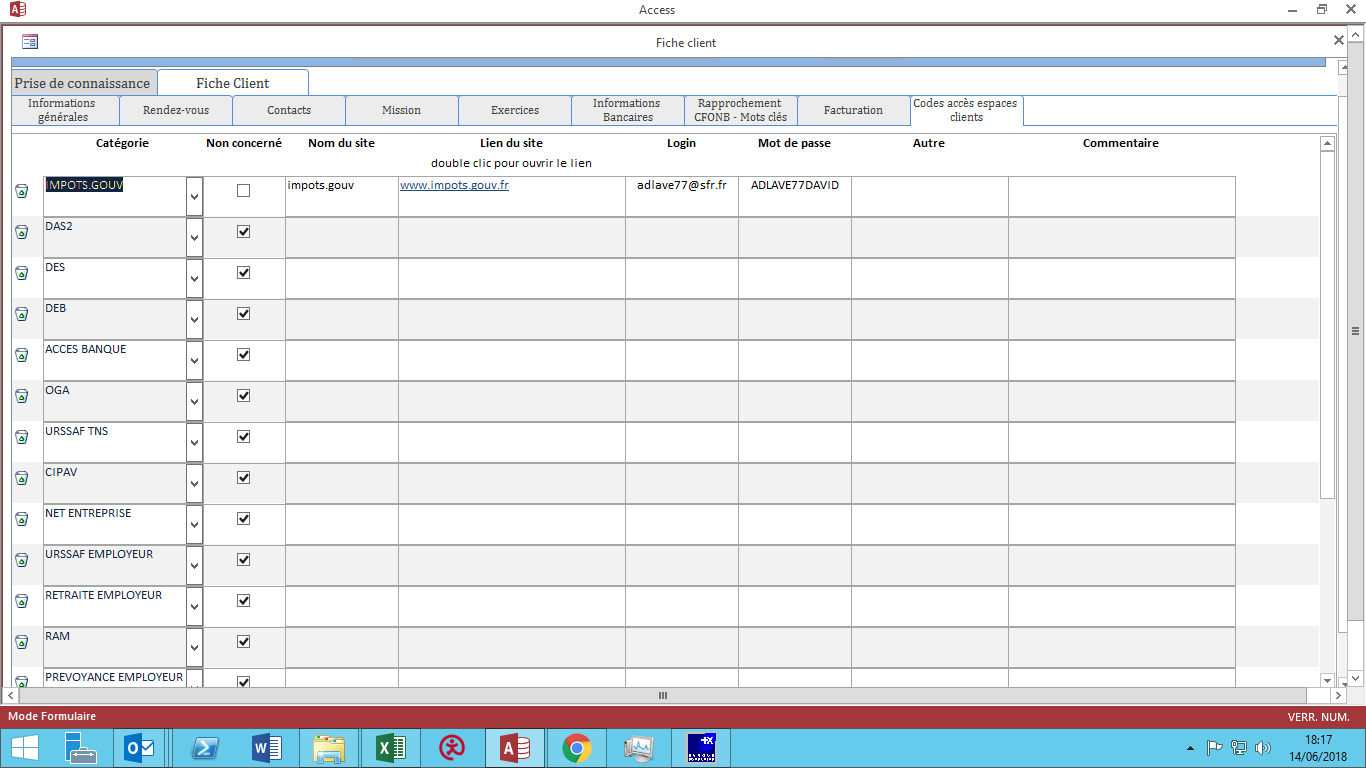 Access
Fiche client
Prise de connaissance
Fiche Client
Informations
générales
Rendez-vous
Contacts
Mission
Exercices
Informations
Bancaires
Rapprochement
CFONB - Mots clés
Facturation
Codes accès espaces
clients
Catégorie Non concerné Nom du site Lien du site Login Mot de passe Autre Commentaire
double clic pour ouvrir le lien
IMPOTS.GOUV impots.gouv www.impots.gouv.fr adlave77@sfr.fr ADLAVE77DAVID
DAS2
DES
DEB
ACCES BANQUE
OGA
URSSAF TNS
CIPAV
NET ENTREPRISE
URSSAF EMPLOYEUR
RETRAITE EMPLOYEUR
RAM
PREVOYANCE EMPLOYEUR
Mode Formulaire
VERR. NUM.
18:17
14/06/2018